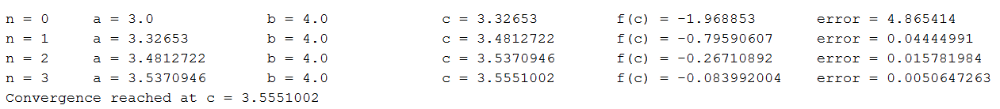 n = 0 a = 3.0 b = 4.0 c = 3.32653 f(c) = -1.968853 error = 4.865414
n = 1 a = 3.32653 b = 4.0 c = 3.4812722 f(c) = -0.79590607 error = 0.04444991
n = 2 a = 3.4812722 b = 4.0 c = 3.5370946 f(c) = -0.26710892 error = 0.015781984
n = 3 a = 3.5370946 b = 4.0 c = 3.5551002 f(c) = -0.083992004 error = 0.0050647263
Convergence reached at c = 3.5551002